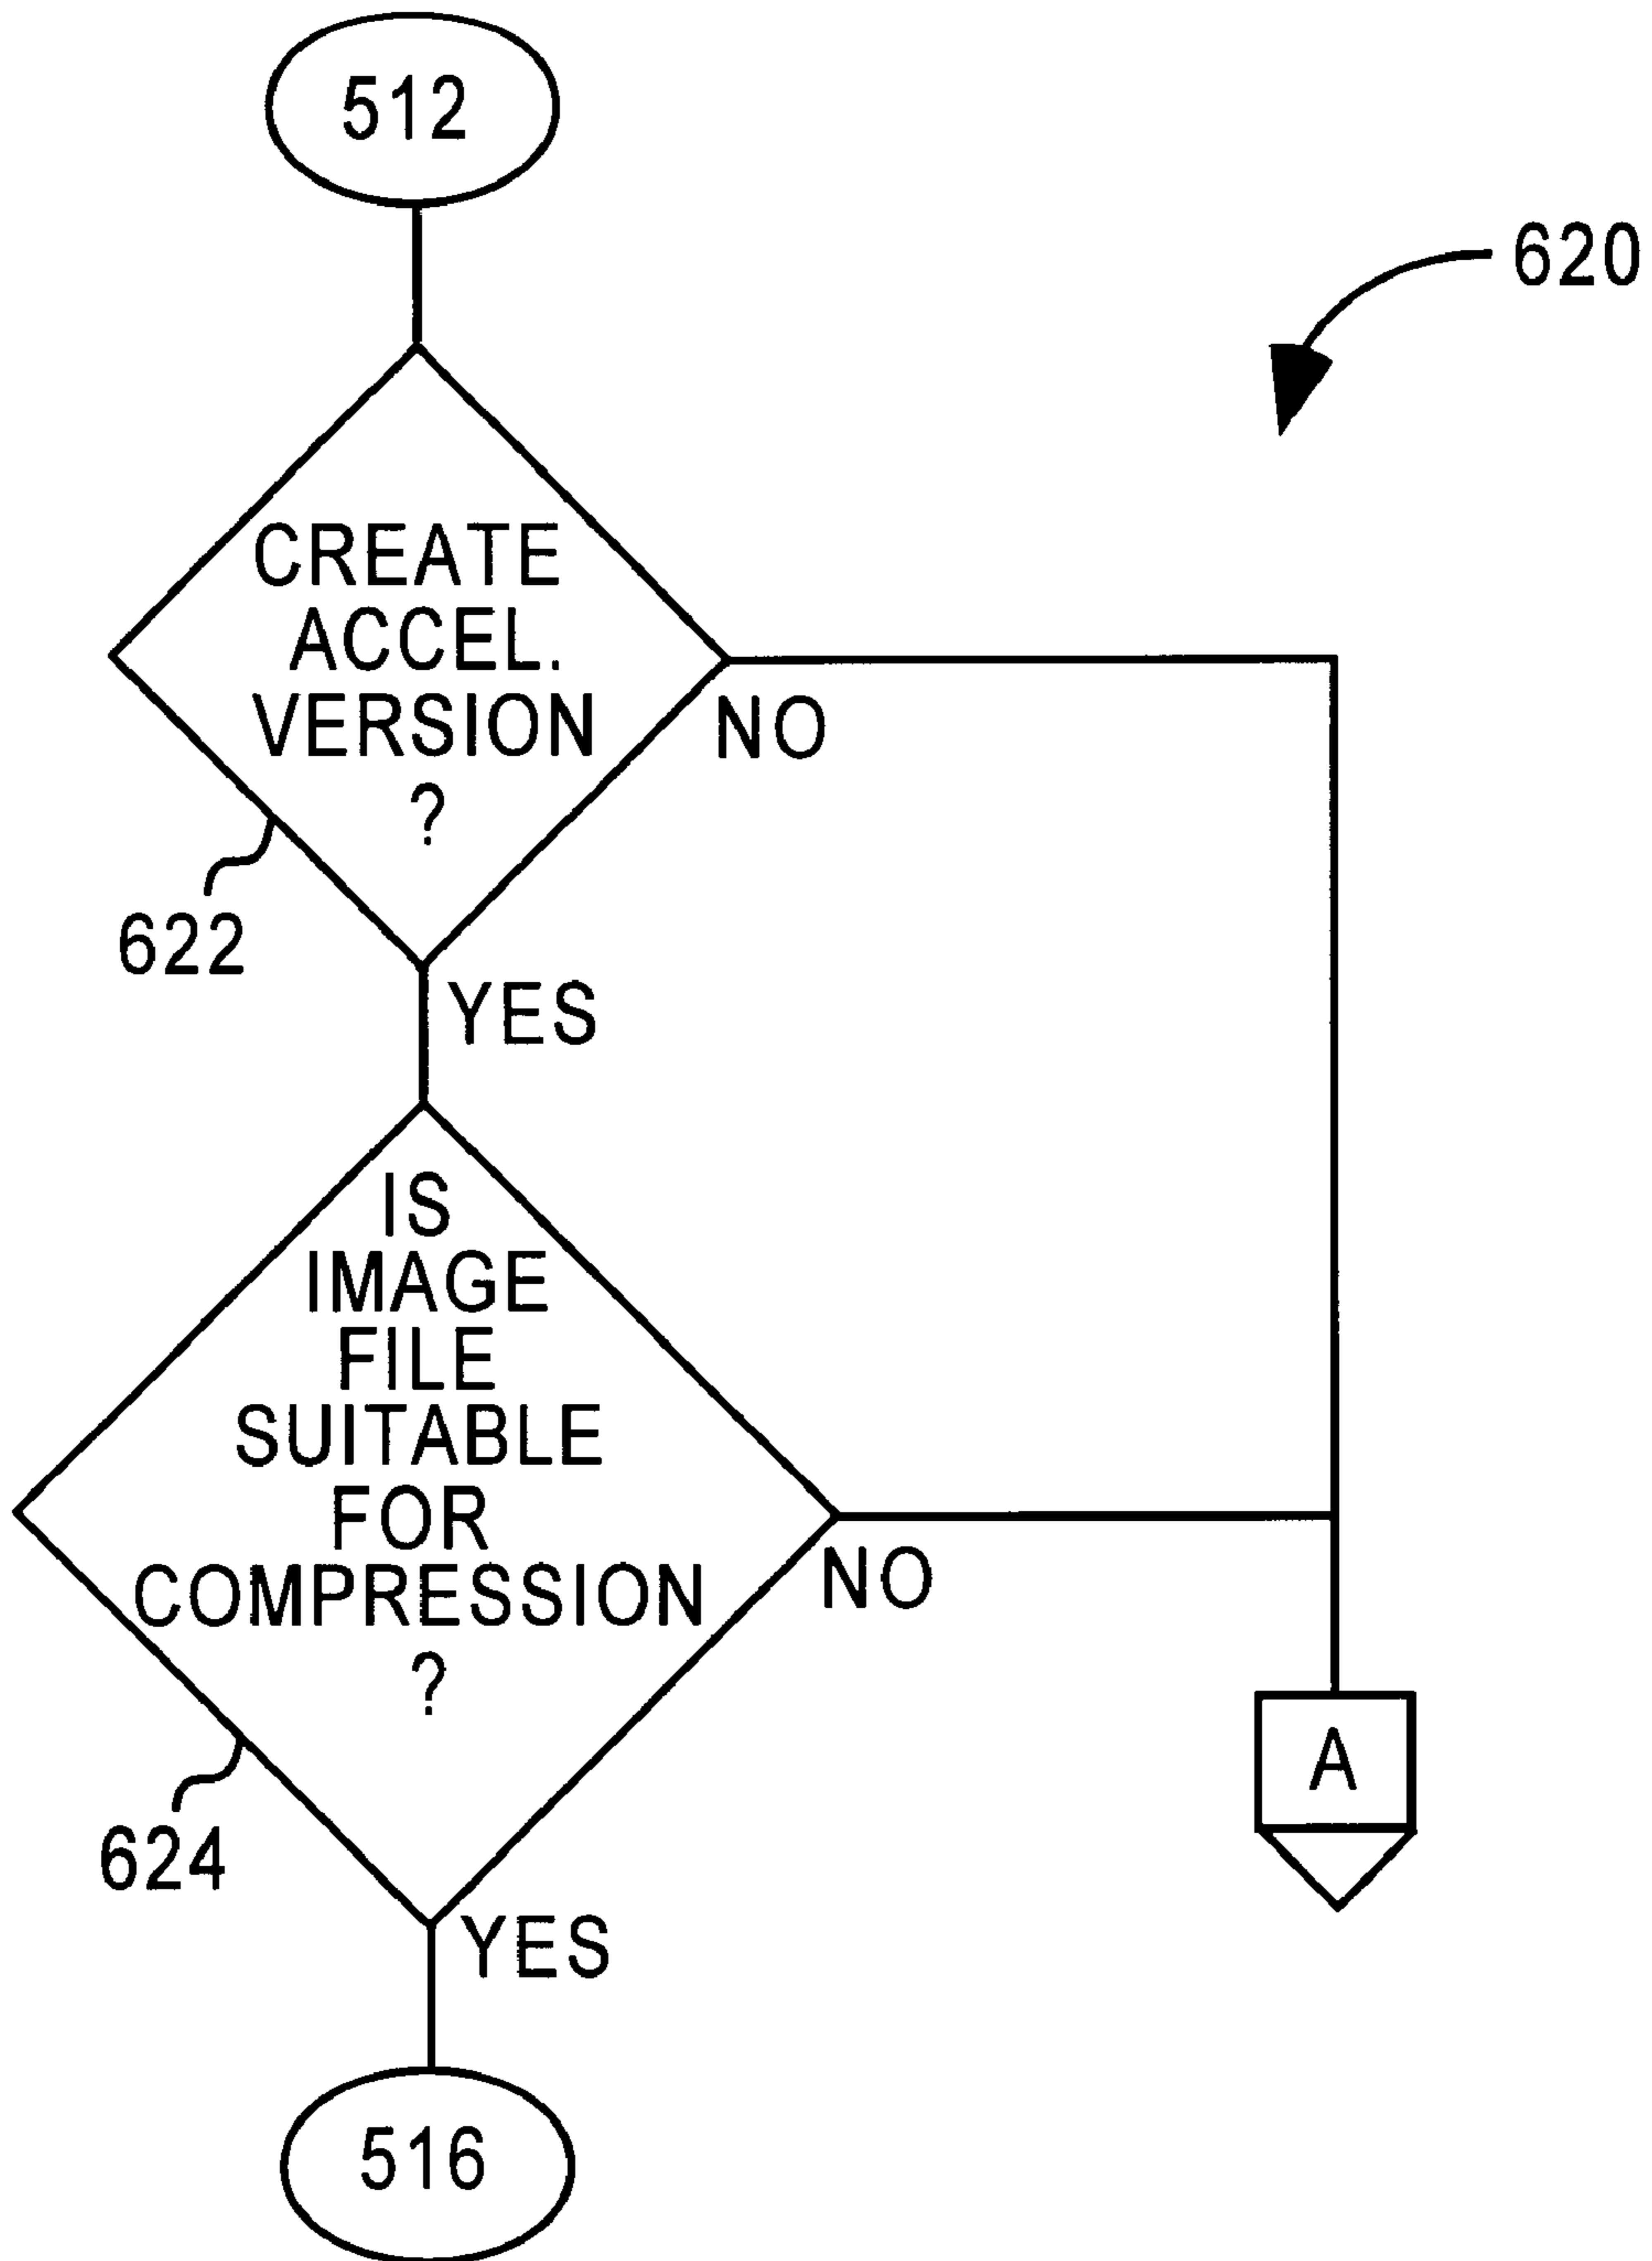 512
620
CREATE
ACCEL.
VERSION
?
NO
622
YES
IS
IMAGE
FILE
SUITABLE
FOR
COMPRESSION
?
NO
A
624
YES
516